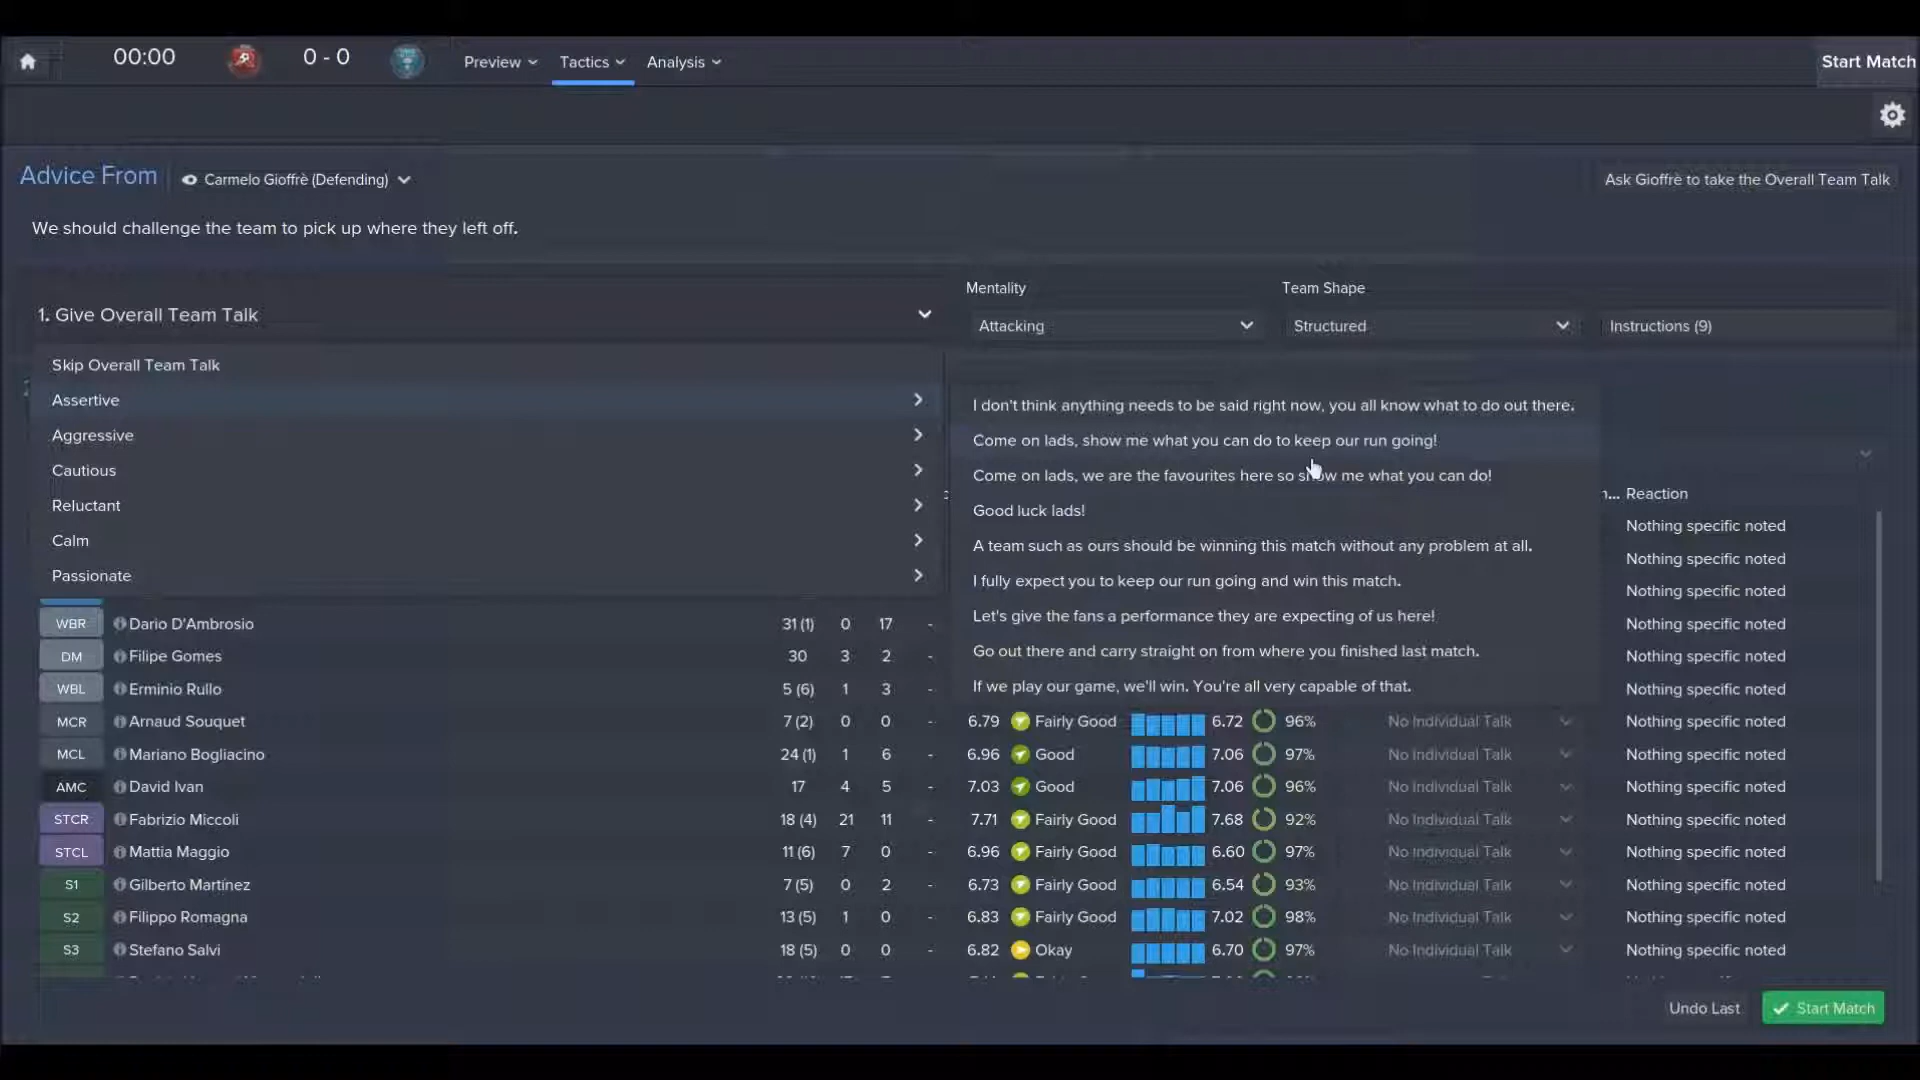 00:00 0 - 0 Preview Tactics Analysis Start Match
Advice From Carmelo Gioffrè (Defending) Ask Gioffrè to take the Overall Team Talk
We should challenge the team to pick up where they left off.
Mentality Team Shape
1. Give Overall Team Talk
Attacking Structured Instructions (9)
Skip Overall Team Talk
Assertive
Aggressive
Cautious
Reluctant
Calm
Passionate
I don't think anything needs to be said right now, you all know what to do out there.
Come on lads, show me what you can do to keep our run going!
Come on lads, we are the favourites here so show me what you can do!
Good luck lads!
A team such as ours should be winning this match without any problem at all.
I fully expect you to keep our run going and win this match.
Let's give the fans a performance they are expecting of us here!
Go out there and carry straight on from where you finished last match.
If we play our game, we'll win. You're all very capable of that.
Reaction
Nothing specific noted
Nothing specific noted
Nothing specific noted
WBR Dario D'Ambrosio 31 (1) 0 17 - Nothing specific noted
DM Filipe Gomes 30 3 2 - Nothing specific noted
WBL Erminio Rullo 5 (6) 1 3 - Nothing specific noted
MCR Arnaud Souquet 7 (2) 0 0 - 6.79 Fairly Good 6.72 96% No Individual Talk Nothing specific noted
MCL Mariano Bogliacino 24 (1) 1 6 - 6.96 Good 7.06 97% No Individual Talk Nothing specific noted
AMC David Ivan 17 4 5 - 7.03 Good 7.06 96% No Individual Talk Nothing specific noted
STCR Fabrizio Miccoli 18 (4) 21 11 - 7.71 Fairly Good 7.68 92% No Individual Talk Nothing specific noted
STCL Mattia Maggio 11 (6) 7 0 - 6.96 Fairly Good 6.60 97% No Individual Talk Nothing specific noted
S1 Gilberto Martínez 7 (5) 0 2 - 6.73 Fairly Good 6.54 93% No Individual Talk Nothing specific noted
S2 Filippo Romagna 13 (5) 1 0 - 6.83 Fairly Good 7.02 98% No Individual Talk Nothing specific noted
S3 Stefano Salvi 18 (5) 0 0 - 6.82 Okay 6.70 97% No Individual Talk Nothing specific noted
Undo Last Start Match